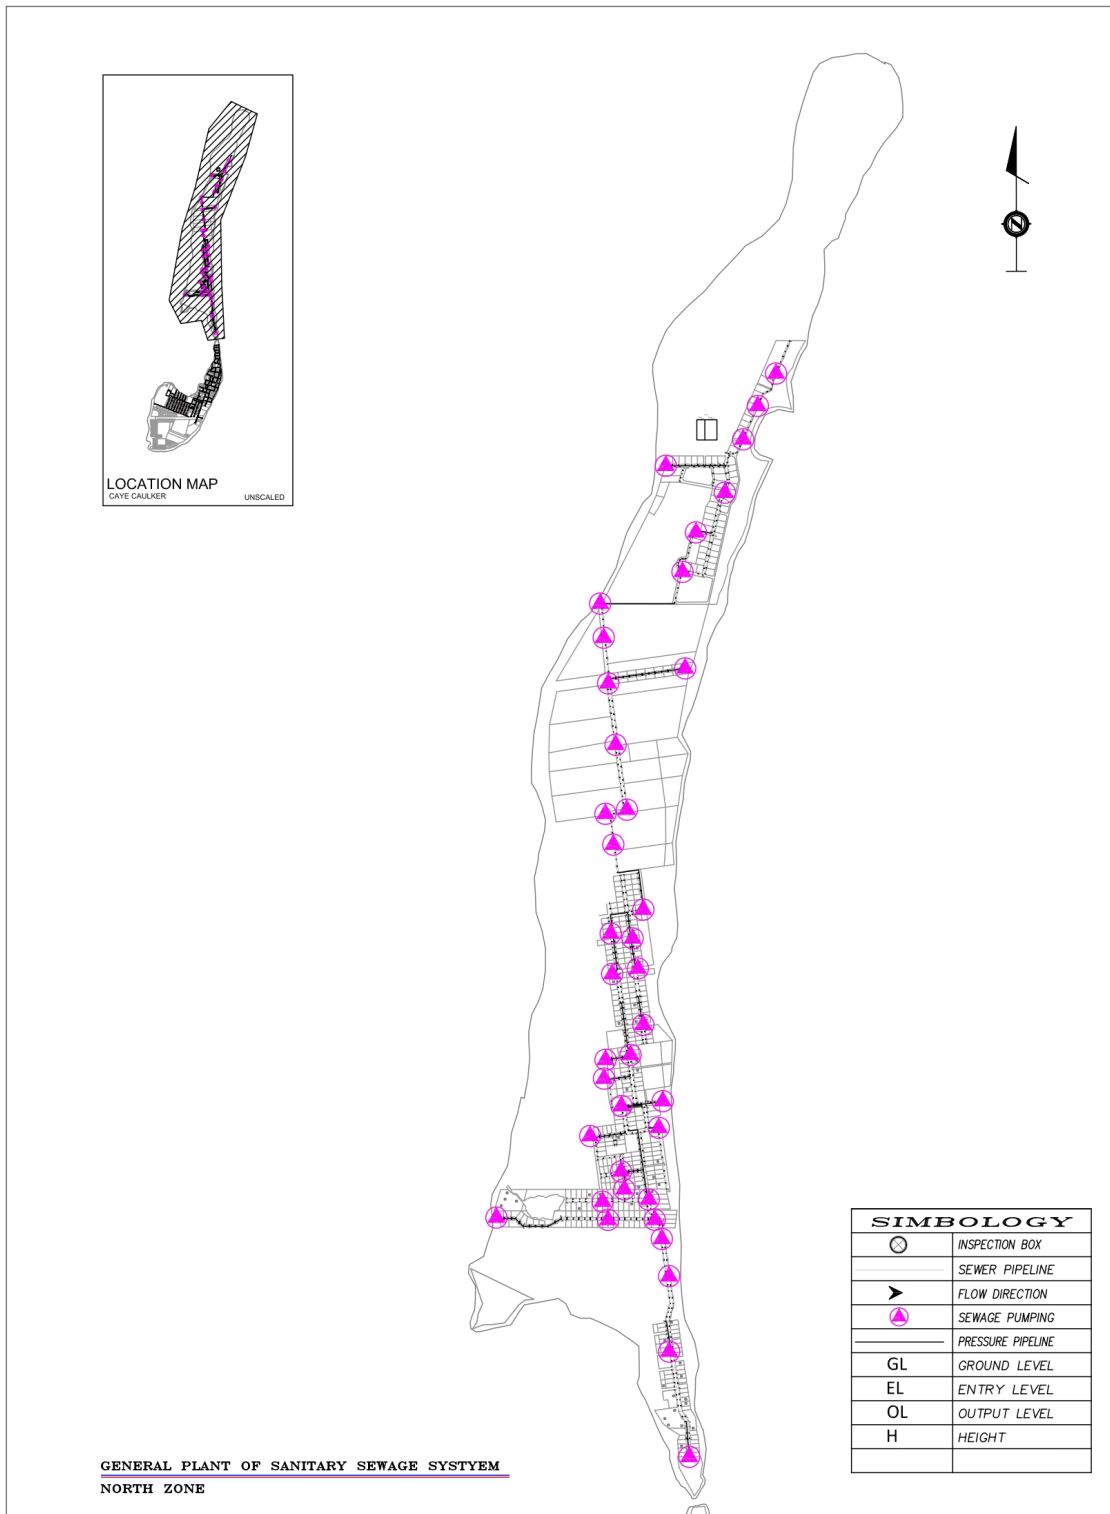 LOCATION MAP
CAYE CAULKER
UNSCALED
N
SIMBOLOGY
INSPECTION BOX
SEWER PIPELINE
FLOW DIRECTION
SEWAGE PUMPING
PRESSURE PIPELINE
GL GROUND LEVEL
EL ENTRY LEVEL
OL OUTPUT LEVEL
H HEIGHT
GENERAL PLANT OF SANITARY SEWAGE SYSTYEM
NORTH ZONE